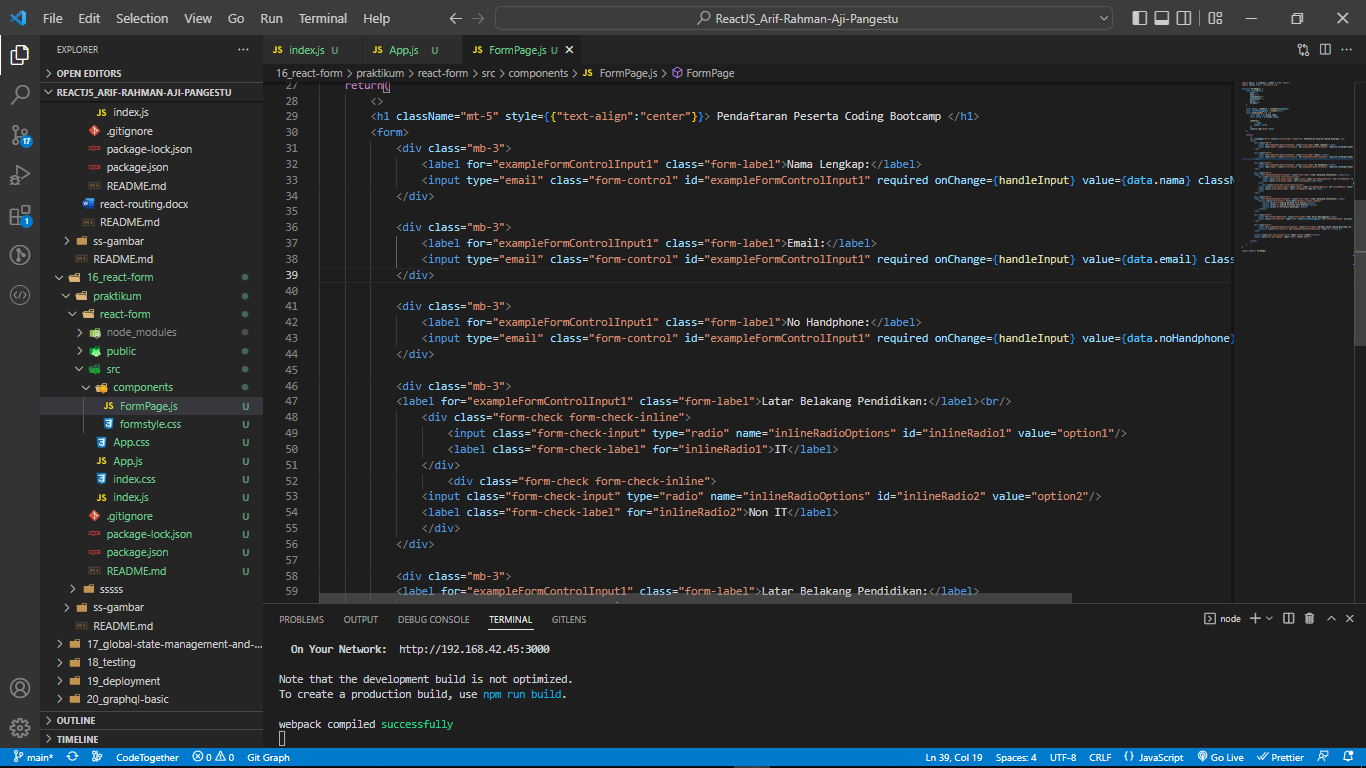 File Edit Selection View Go Run Terminal Help
ReactJS_Arif-Rahman-Aji-Pangestu
EXPLORER
OPEN EDITORS
REACTJS_ARIF-RAHMAN-AJI-PANGESTU
JS index.js
.gitignore
package-lock.json
package.json
README.md
react-routing.docx
README.md
ss-gambar
README.md
16_react-form
praktikum
react-form
node_modules
public
src
components
JS FormPage.js U
formstyle.css U
App.css U
JS App.js U
index.css U
JS index.js U
.gitignore U
package-lock.json U
package.json U
README.md U
sssss
ss-gambar
README.md
17_global-state-management-and-...
18_testing
19_deployment
20_graphql-basic
OUTLINE
TIMELINE
17
1
JS index.js U JS App.js U JS FormPage.js U
16_react-form > praktikum > react-form > src > components > JS FormPage.js > FormPage
27 return(
28 <>
29 <h1 className="mt-5" style={{"text-align":"center"}}> Pendaftaran Peserta Coding Bootcamp </h1>
30 <form>
31 <div class="mb-3">
32 <label for="exampleFormControlInput1" class="form-label">Nama Lengkap:</label>
33 <input type="email" class="form-control" id="exampleFormControlInput1" required onChange={handleInput} value={data.nama} classN
34 </div>
35
36 <div class="mb-3">
37 <label for="exampleFormControlInput1" class="form-label">Email:</label>
38 <input type="email" class="form-control" id="exampleFormControlInput1" required onChange={handleInput} value={data.email} class
39 </div>
40
41 <div class="mb-3">
42 <label for="exampleFormControlInput1" class="form-label">No Handphone:</label>
43 <input type="email" class="form-control" id="exampleFormControlInput1" required onChange={handleInput} value={data.noHandphone}
44 </div>
45
46 <div class="mb-3">
47 <label for="exampleFormControlInput1" class="form-label">Latar Belakang Pendidikan:</label><br/>
48 <div class="form-check form-check-inline">
49 <input class="form-check-input" type="radio" name="inlineRadioOptions" id="inlineRadio1" value="option1"/>
50 <label class="form-check-label" for="inlineRadio1">IT</label>
51 </div>
52 <div class="form-check form-check-inline">
53 <input class="form-check-input" type="radio" name="inlineRadioOptions" id="inlineRadio2" value="option2"/>
54 <label class="form-check-label" for="inlineRadio2">Non IT</label>
55 </div>
56 </div>
57
58 <div class="mb-3">
59 <label for="exampleFormControlInput1" class="form-label">Latar Belakang Pendidikan:</label>
PROBLEMS OUTPUT DEBUG CONSOLE TERMINAL GITLENS
node
On Your Network: http://192.168.42.45:3000
Note that the development build is not optimized.
To create a production build, use npm run build.
webpack compiled successfully
main* CodeTogether 0 0 Git Graph Ln 39, Col 19 Spaces: 4 UTF-8 CRLF {} JavaScript Go Live Prettier